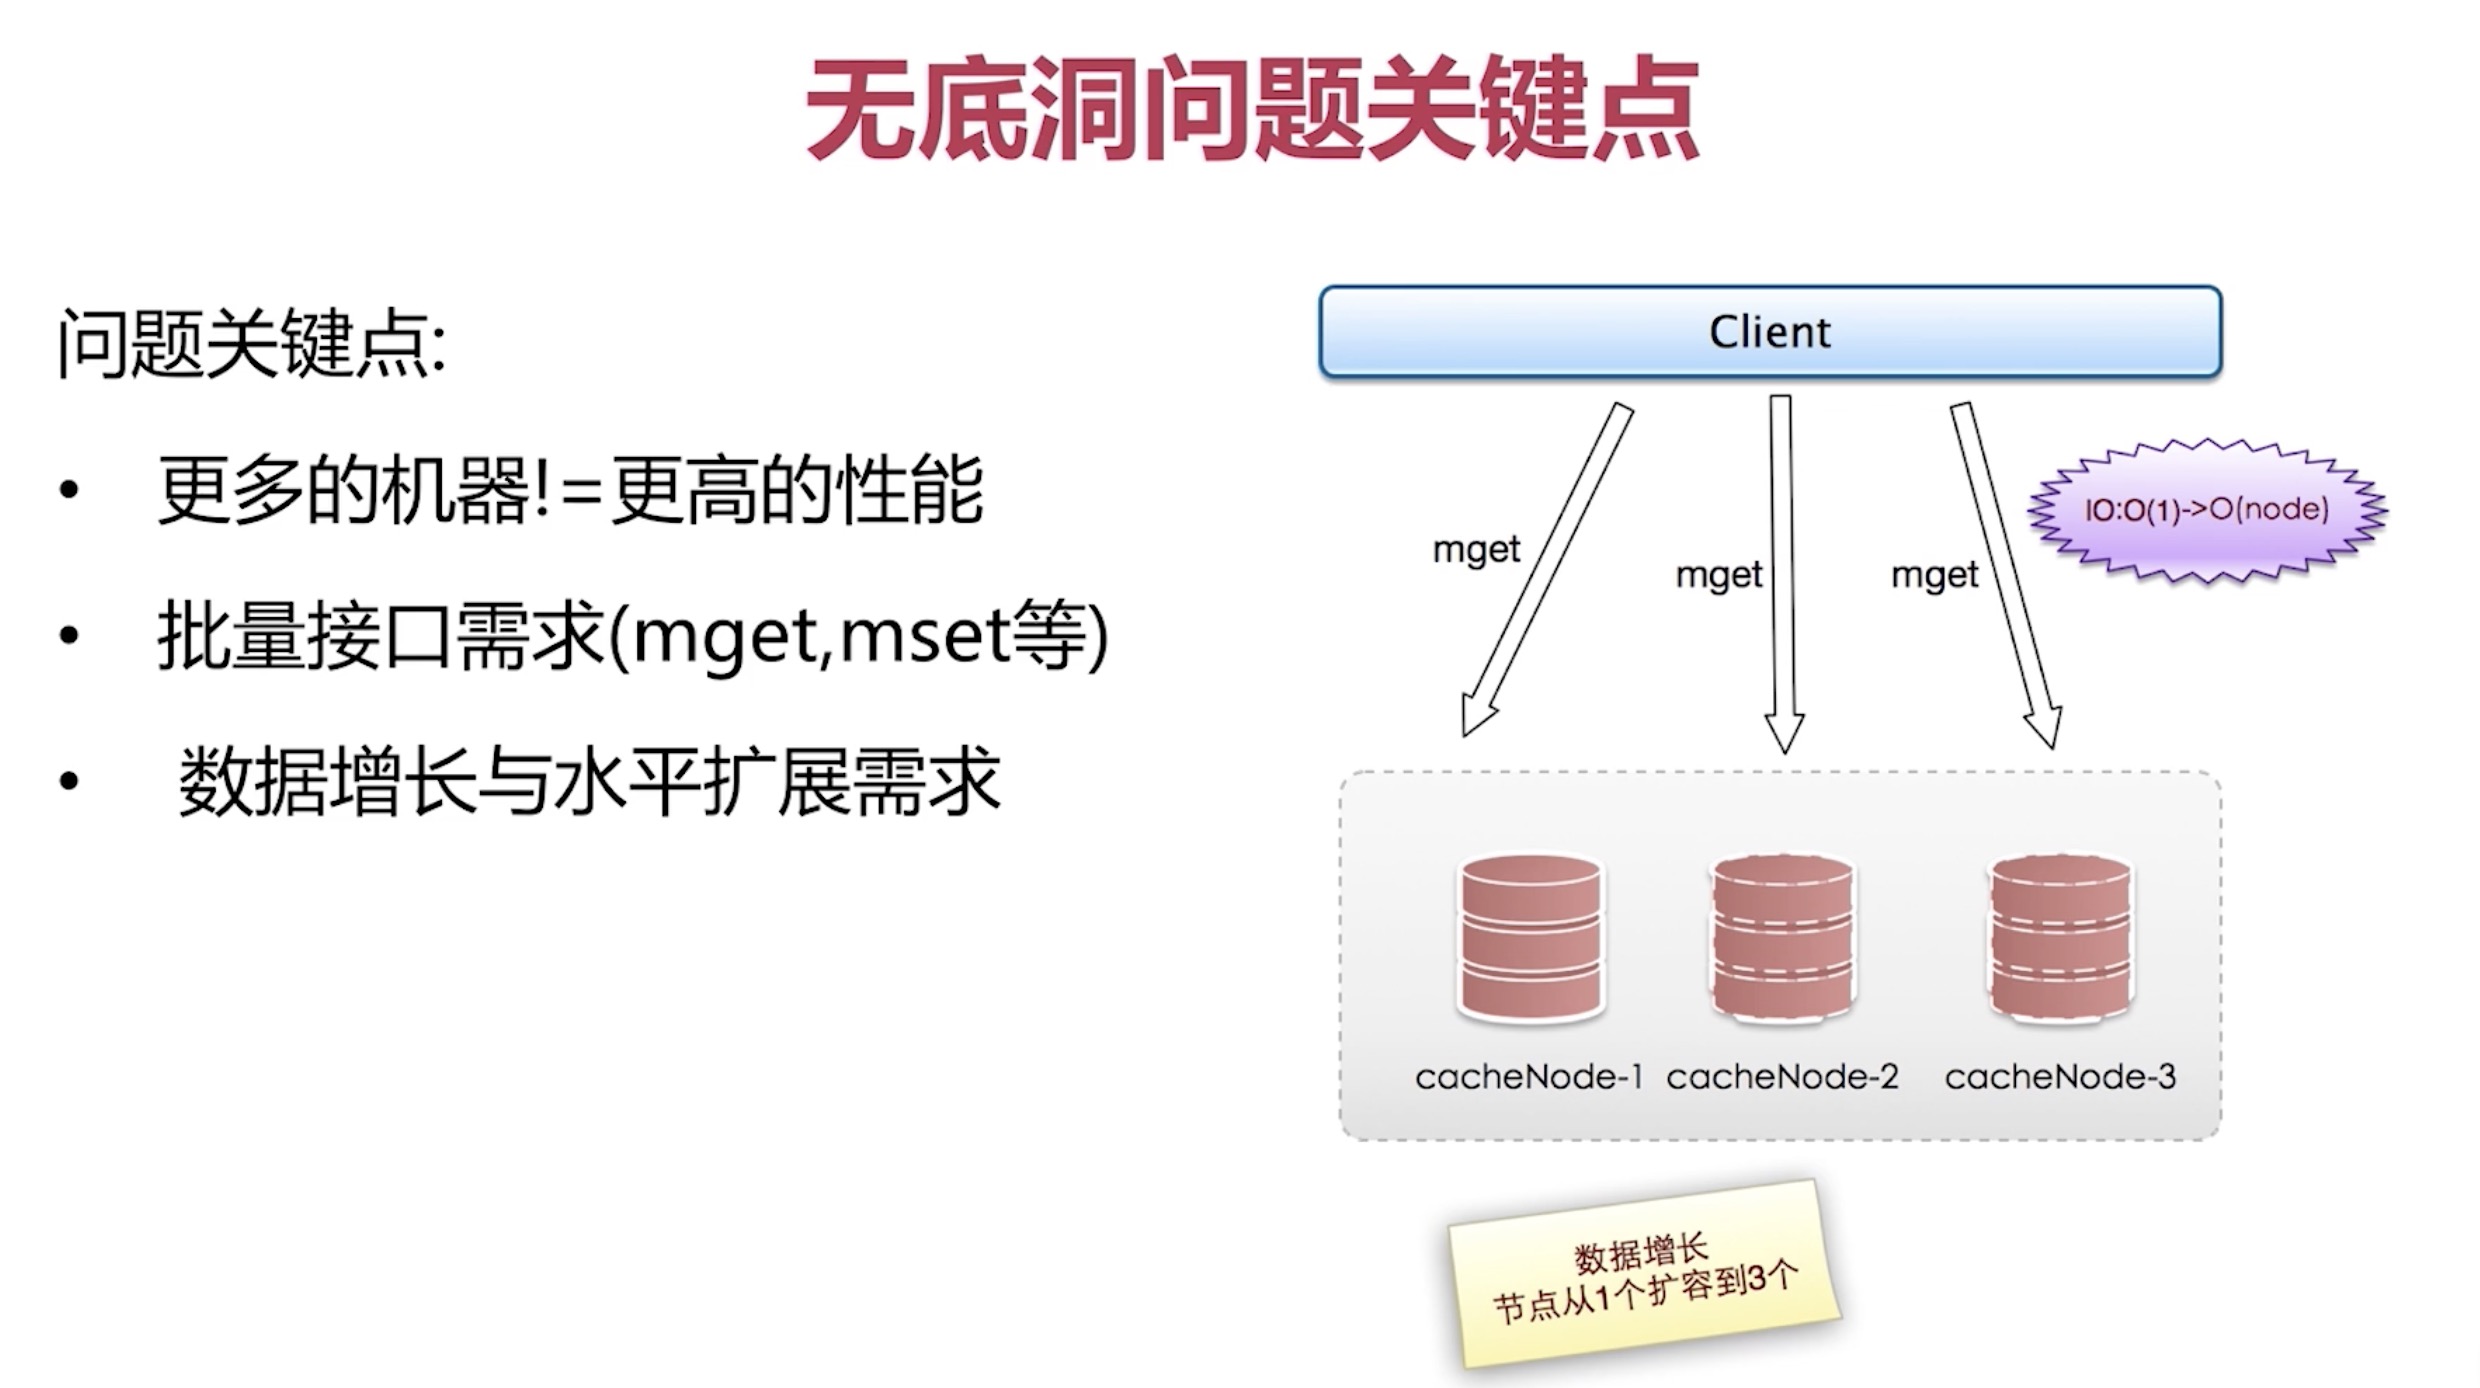 无底洞问题关键点
问题关键点:
• 更多的机器!=更高的性能
• 批量接口需求(mget,mset等)
• 数据增长与水平扩展需求
Client
mget
mget
mget
IO:O(1)->O(node)
cacheNode-1
cacheNode-2
cacheNode-3
数据增长
节点从1个扩容到3个